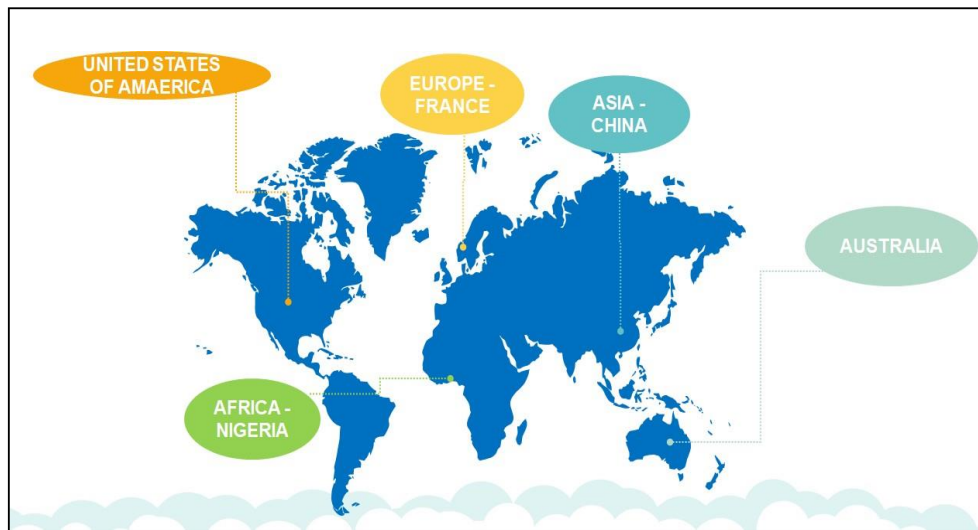 UNITED STATES
OF AMAERICA
EUROPE -
FRANCE
ASIA -
CHINA
AUSTRALIA
AFRICA -
NIGERIA